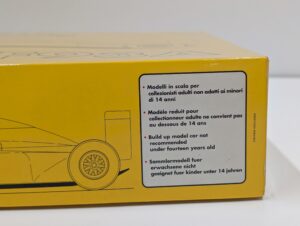 • Modelli in scala per
collezionisti adulti non adatti ai minori
di 14 anni
• Modèle reduit pour
collectionneur adulte ne convient pas
au dessous de 14 ans
• Build up model car not
recommended
under fourteen years old
• Sammlermodell fuer
erwachsene nicht
geeignet fuer kinder unter 14 jahren